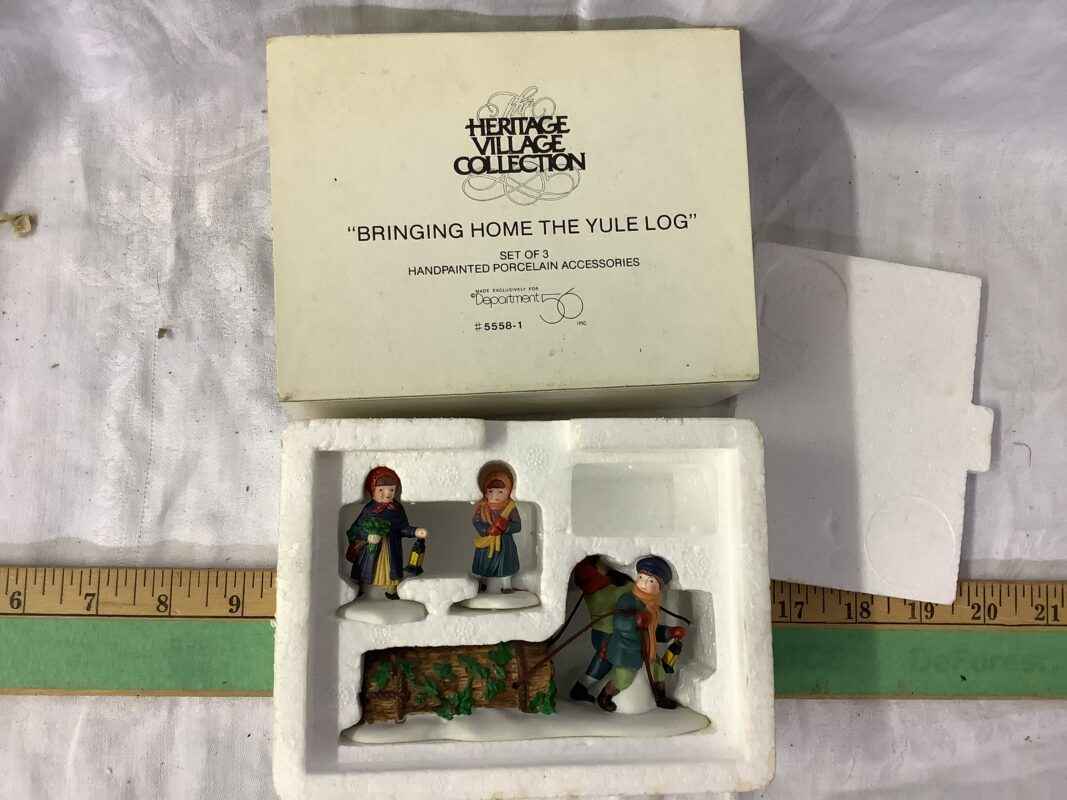 The
HERITAGE
VILLAGE
COLLECTION
"BRINGING HOME THE YULE LOG"
SET OF 3
HANDPAINTED PORCELAIN ACCESSORIES
MADE EXCLUSIVELY FOR
©Department 56
INC.
#5558-1
6 7 8 9 17 18 19 20 21